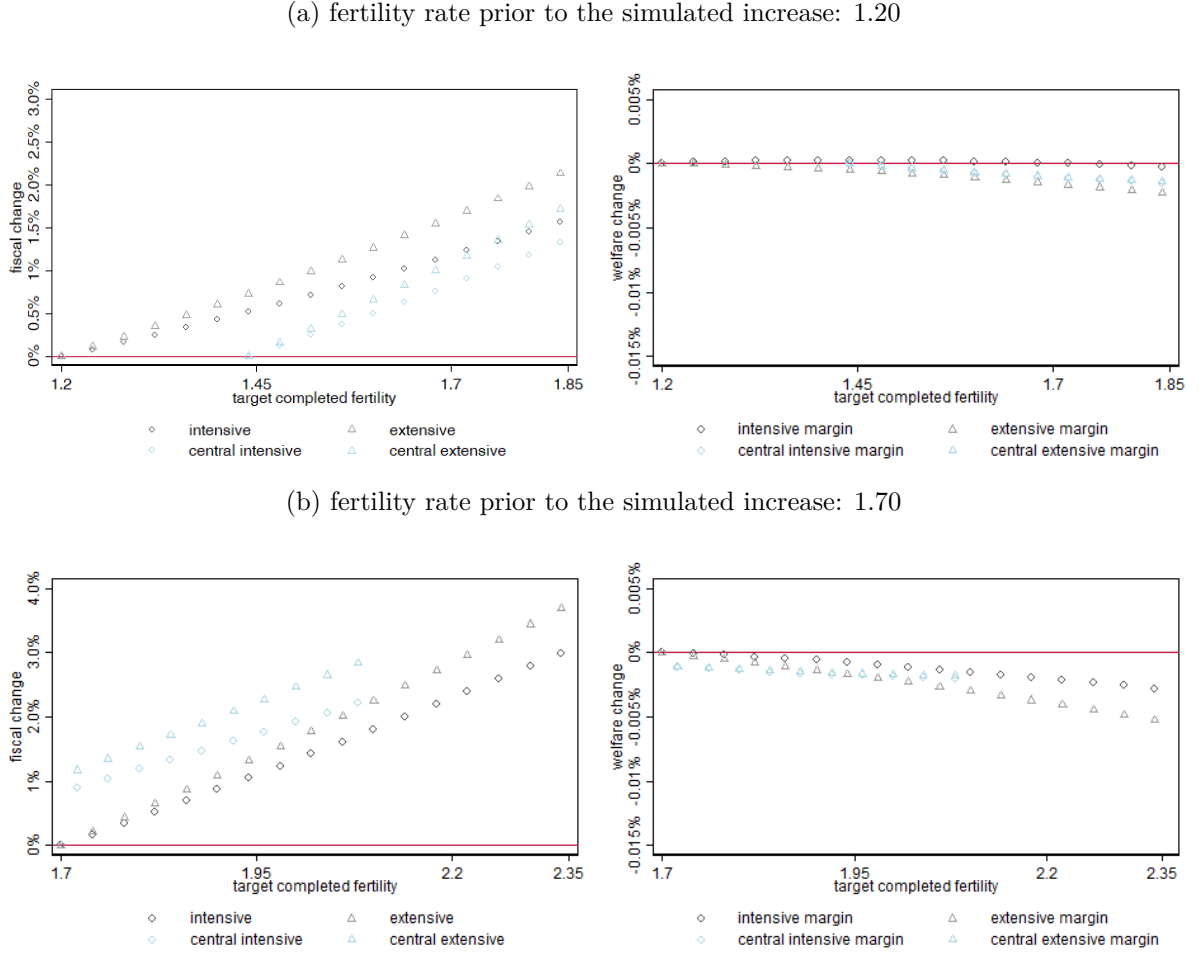 (a) fertility rate prior to the simulated increase: 1.20
fiscal change
3.0%
2.5%
2.0%
1.5%
1%
0.5%
0%
1.2 1.45 1.7 1.85
target completed fertility
intensive extensive
central intensive central extensive
welfare change
0.005%
0%
-0.005%
-0.01%
-0.015%
1.2 1.45 1.7 1.85
target completed fertility
intensive margin extensive margin
central intensive margin central extensive margin
(b) fertility rate prior to the simulated increase: 1.70
fiscal change
4.0%
3.0%
2.0%
1%
0%
1.7 1.95 2.2 2.35
target completed fertility
intensive extensive
central intensive central extensive
welfare change
0.005%
0%
-0.005%
-0.01%
-0.015%
1.7 1.95 2.2 2.35
target completed fertility
intensive margin extensive margin
central intensive margin central extensive margin